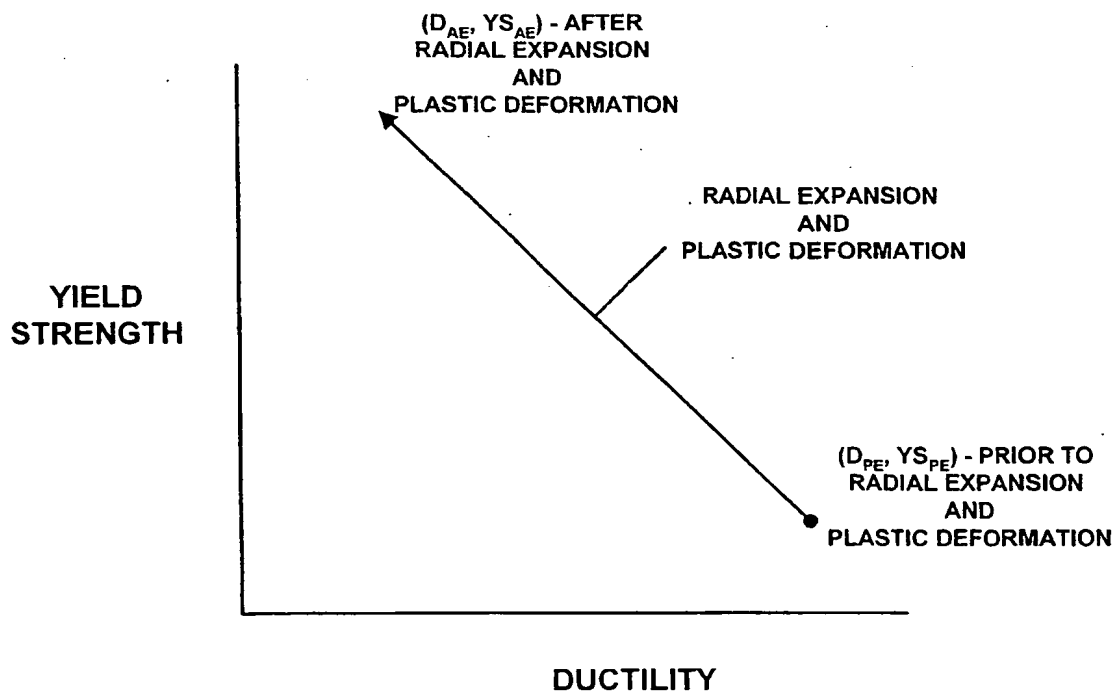 (D_AE, YS_AE) - AFTER
RADIAL EXPANSION
AND
PLASTIC DEFORMATION
RADIAL EXPANSION
AND
PLASTIC DEFORMATION
YIELD
STRENGTH
(D_PE, YS_PE) - PRIOR TO
RADIAL EXPANSION
AND
PLASTIC DEFORMATION
DUCTILITY